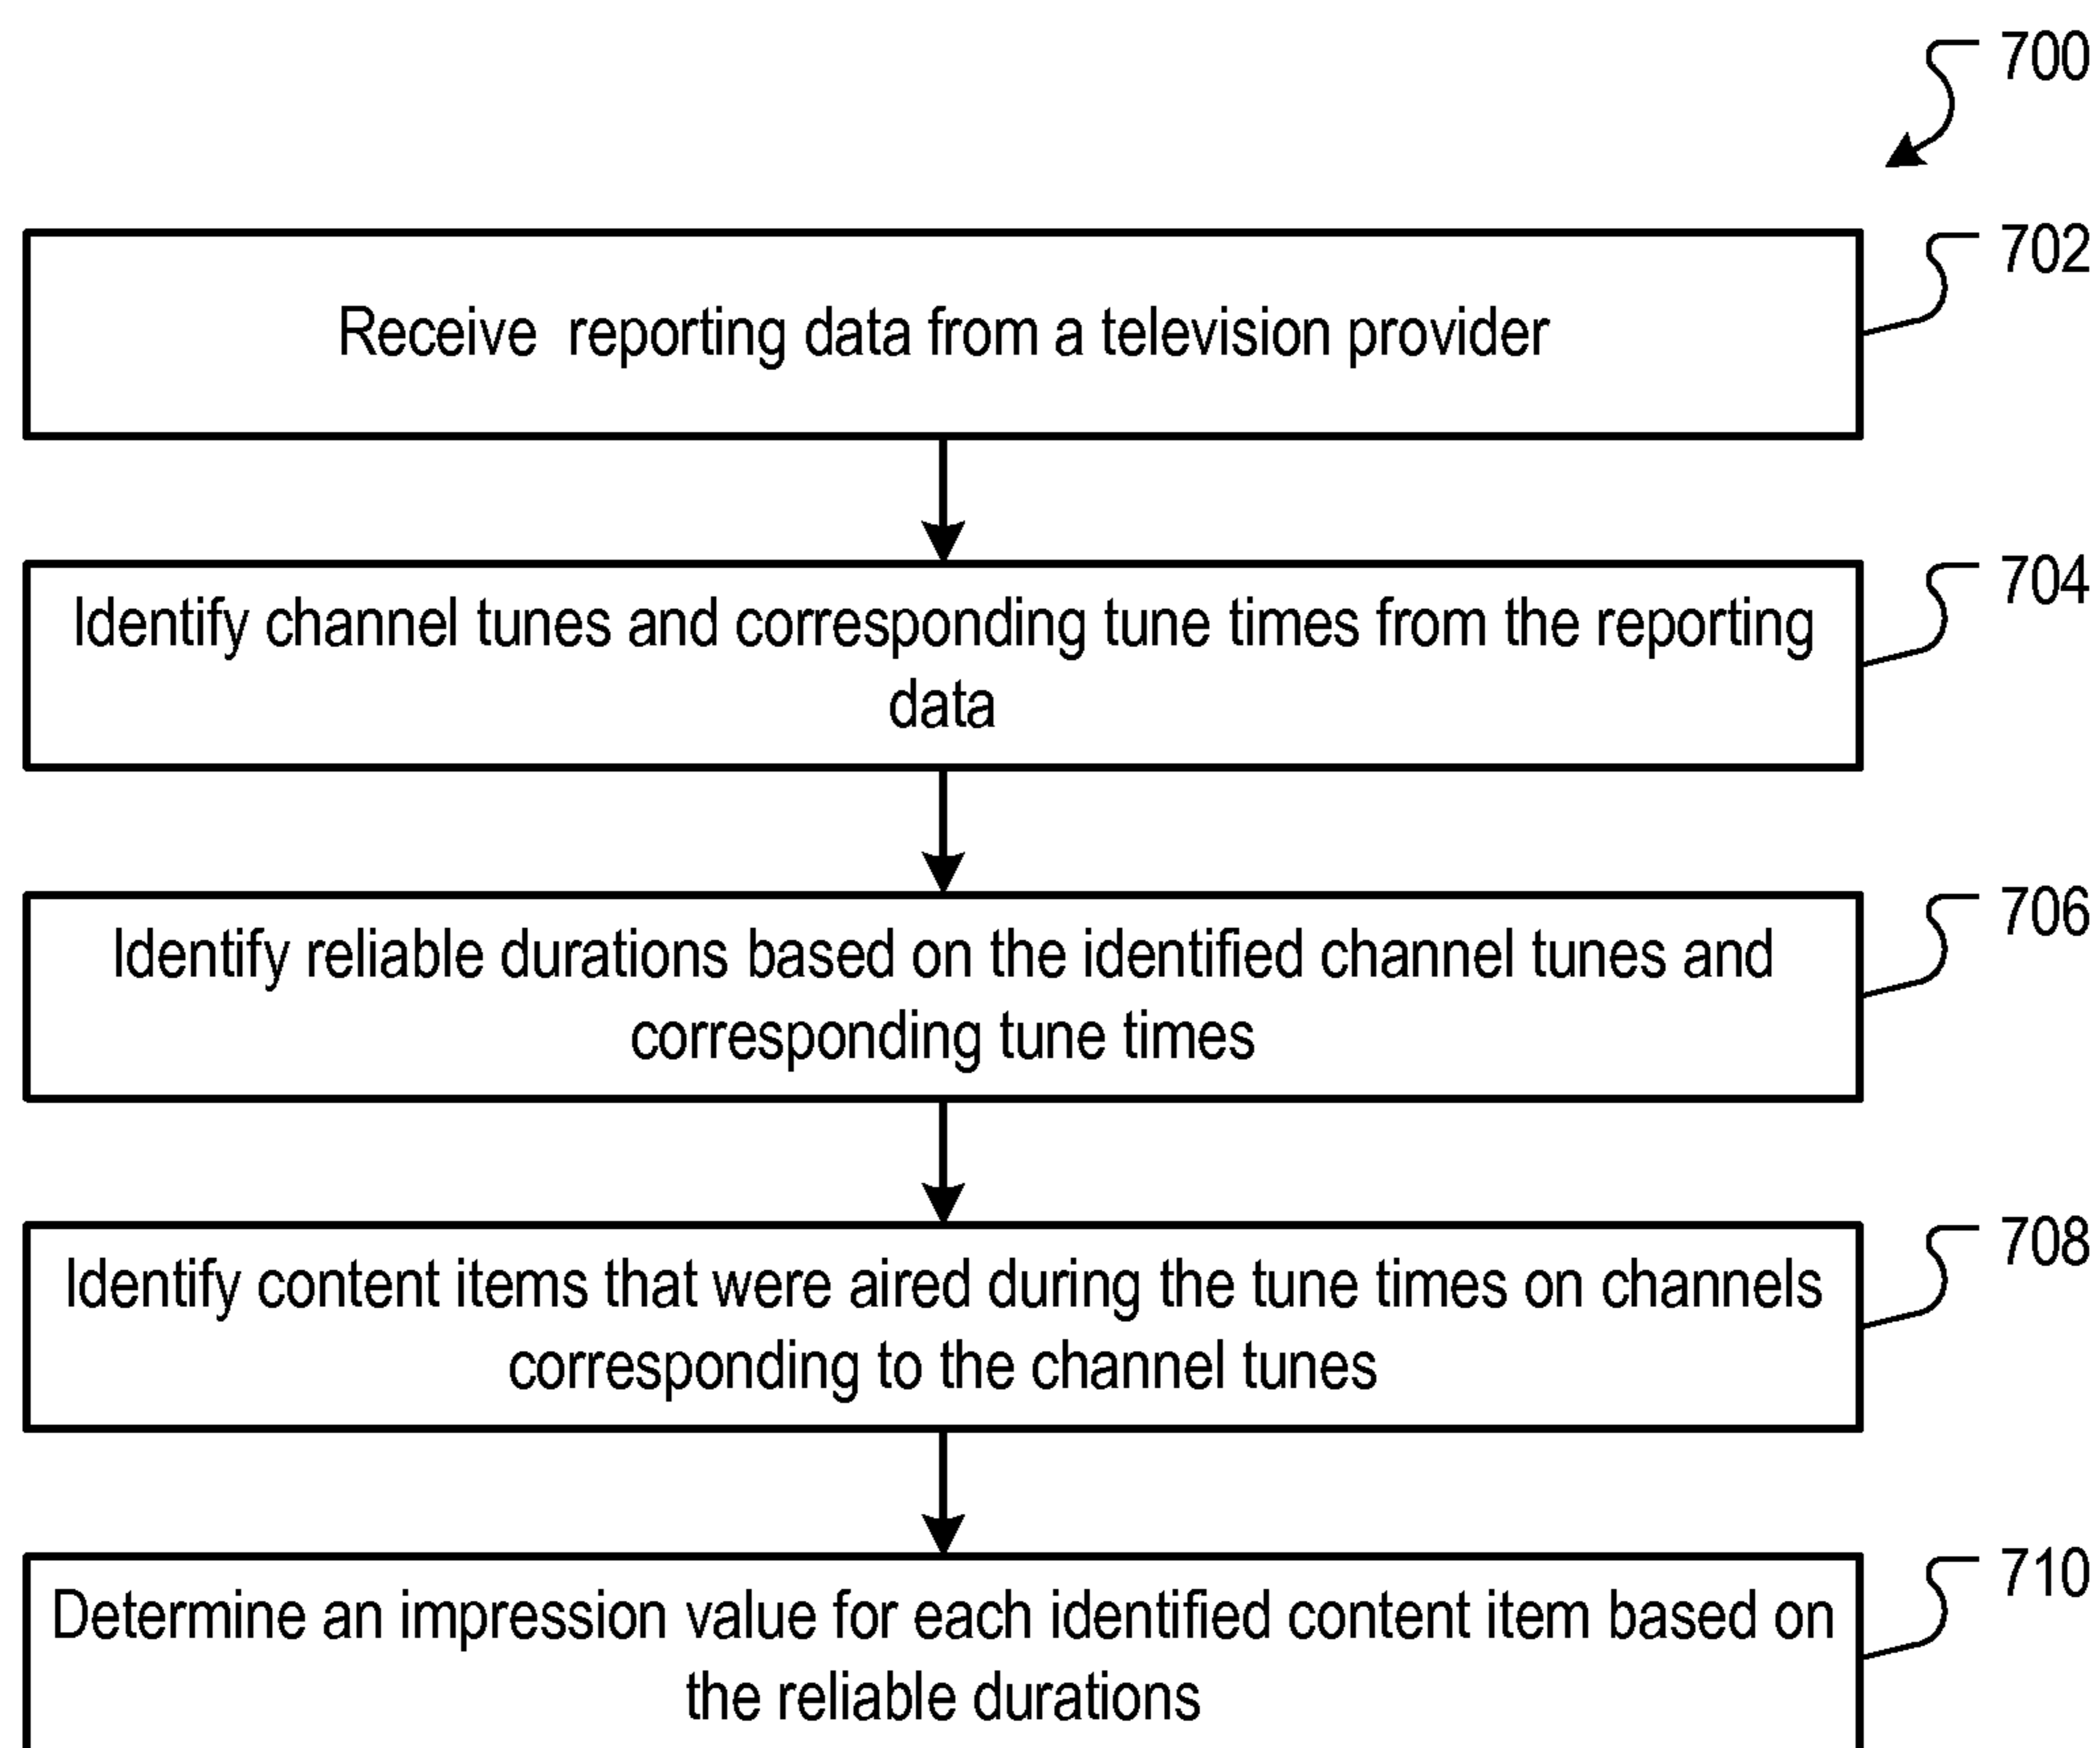 700
702
Receive reporting data from a television provider
704
Identify channel tunes and corresponding tune times from the reporting
data
706
Identify reliable durations based on the identified channel tunes and
corresponding tune times
708
Identify content items that were aired during the tune times on channels
corresponding to the channel tunes
710
Determine an impression value for each identified content item based on
the reliable durations